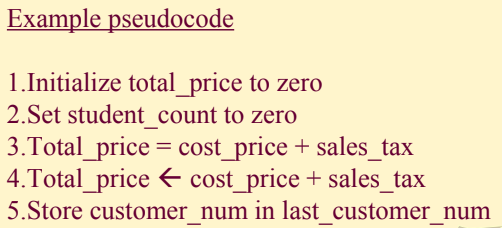 Example pseudocode
1.Initialize total_price to zero
2.Set student_count to zero
3.Total_price = cost_price + sales_tax
4.Total_price ← cost_price + sales_tax
5.Store customer_num in last_customer_num